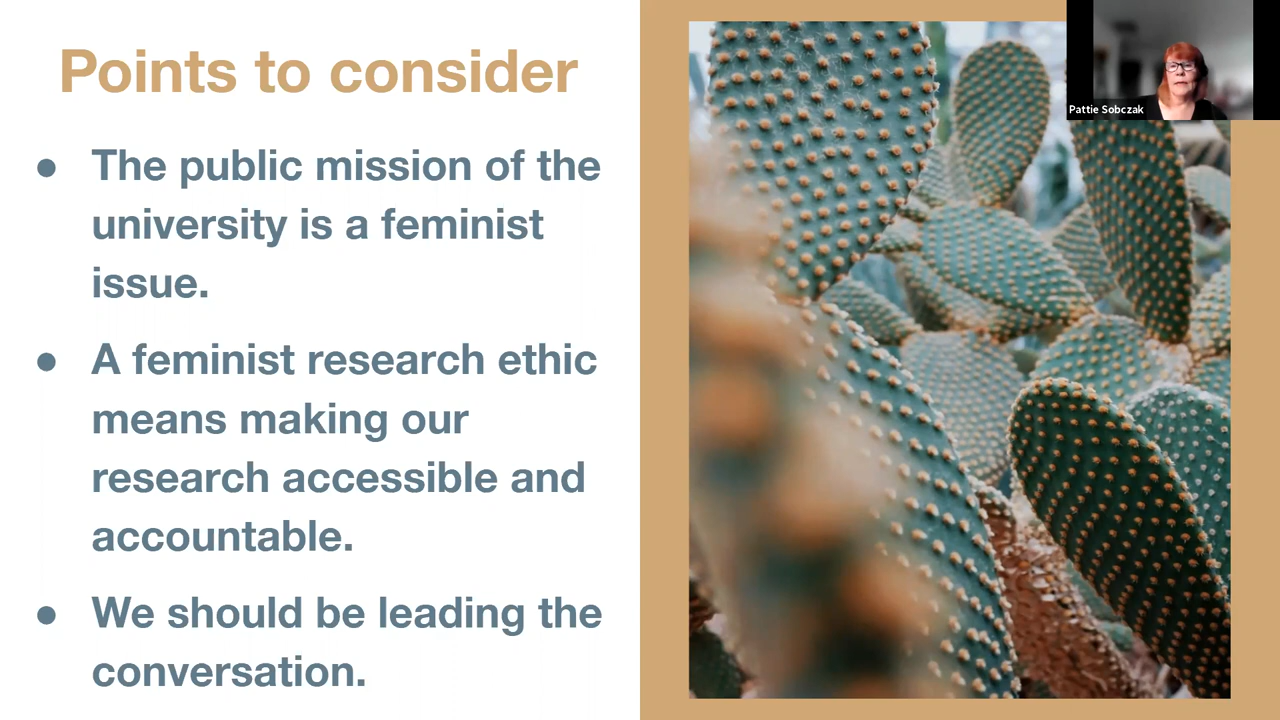 Points to consider
● The public mission of the
university is a feminist
issue.
● A feminist research ethic
means making our
research accessible and
accountable.
● We should be leading the
conversation.
Pattie Sobczak